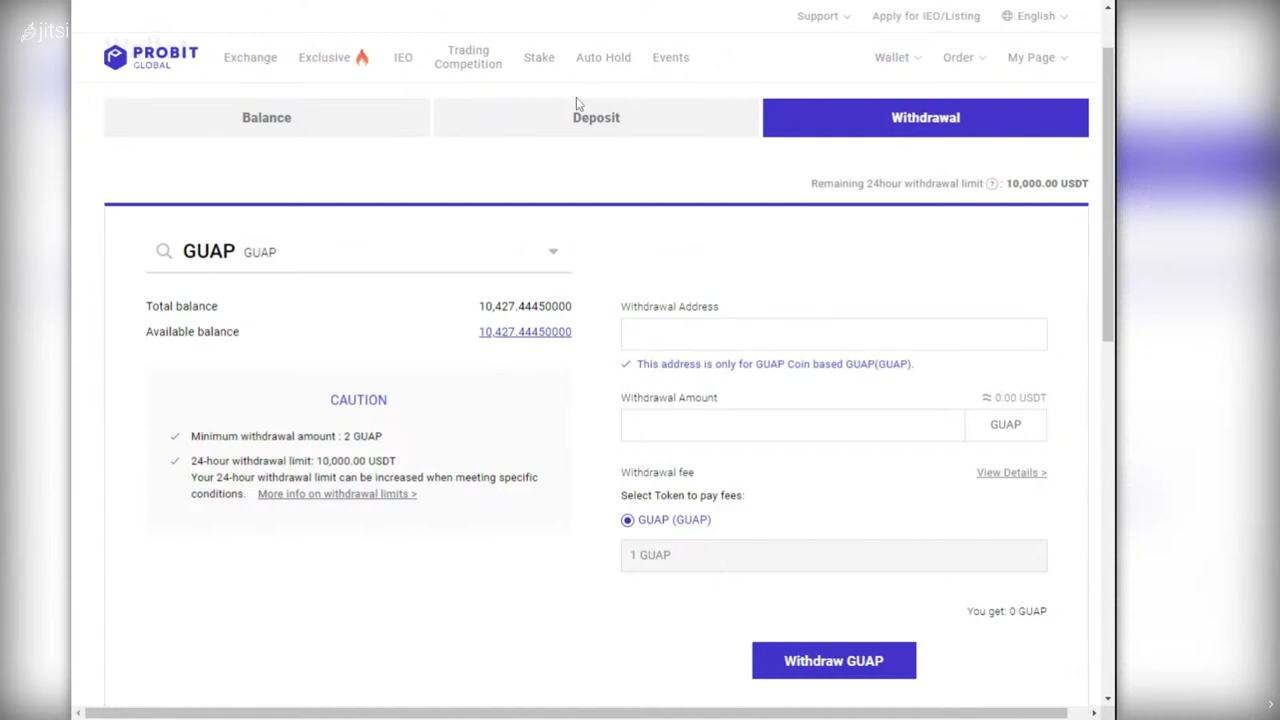 jitsi
Support
Apply for IEO/Listing
English
PROBIT
GLOBAL
Exchange
Exclusive
IEO
Trading
Competition
Stake
Auto Hold
Events
Wallet
Order
My Page
Balance
Deposit
Withdrawal
Remaining 24hour withdrawal limit ? : 10,000.00 USDT
GUAP GUAP
Total balance 10,427.44450000
Available balance 10,427.44450000
CAUTION
Minimum withdrawal amount : 2 GUAP
24-hour withdrawal limit: 10,000.00 USDT
Your 24-hour withdrawal limit can be increased when meeting specific
conditions. More info on withdrawal limits >
Withdrawal Address
This address is only for GUAP Coin based GUAP(GUAP).
Withdrawal Amount ≈ 0.00 USDT
GUAP
Withdrawal fee View Details >
Select Token to pay fees:
GUAP (GUAP)
1 GUAP
You get: 0 GUAP
Withdraw GUAP